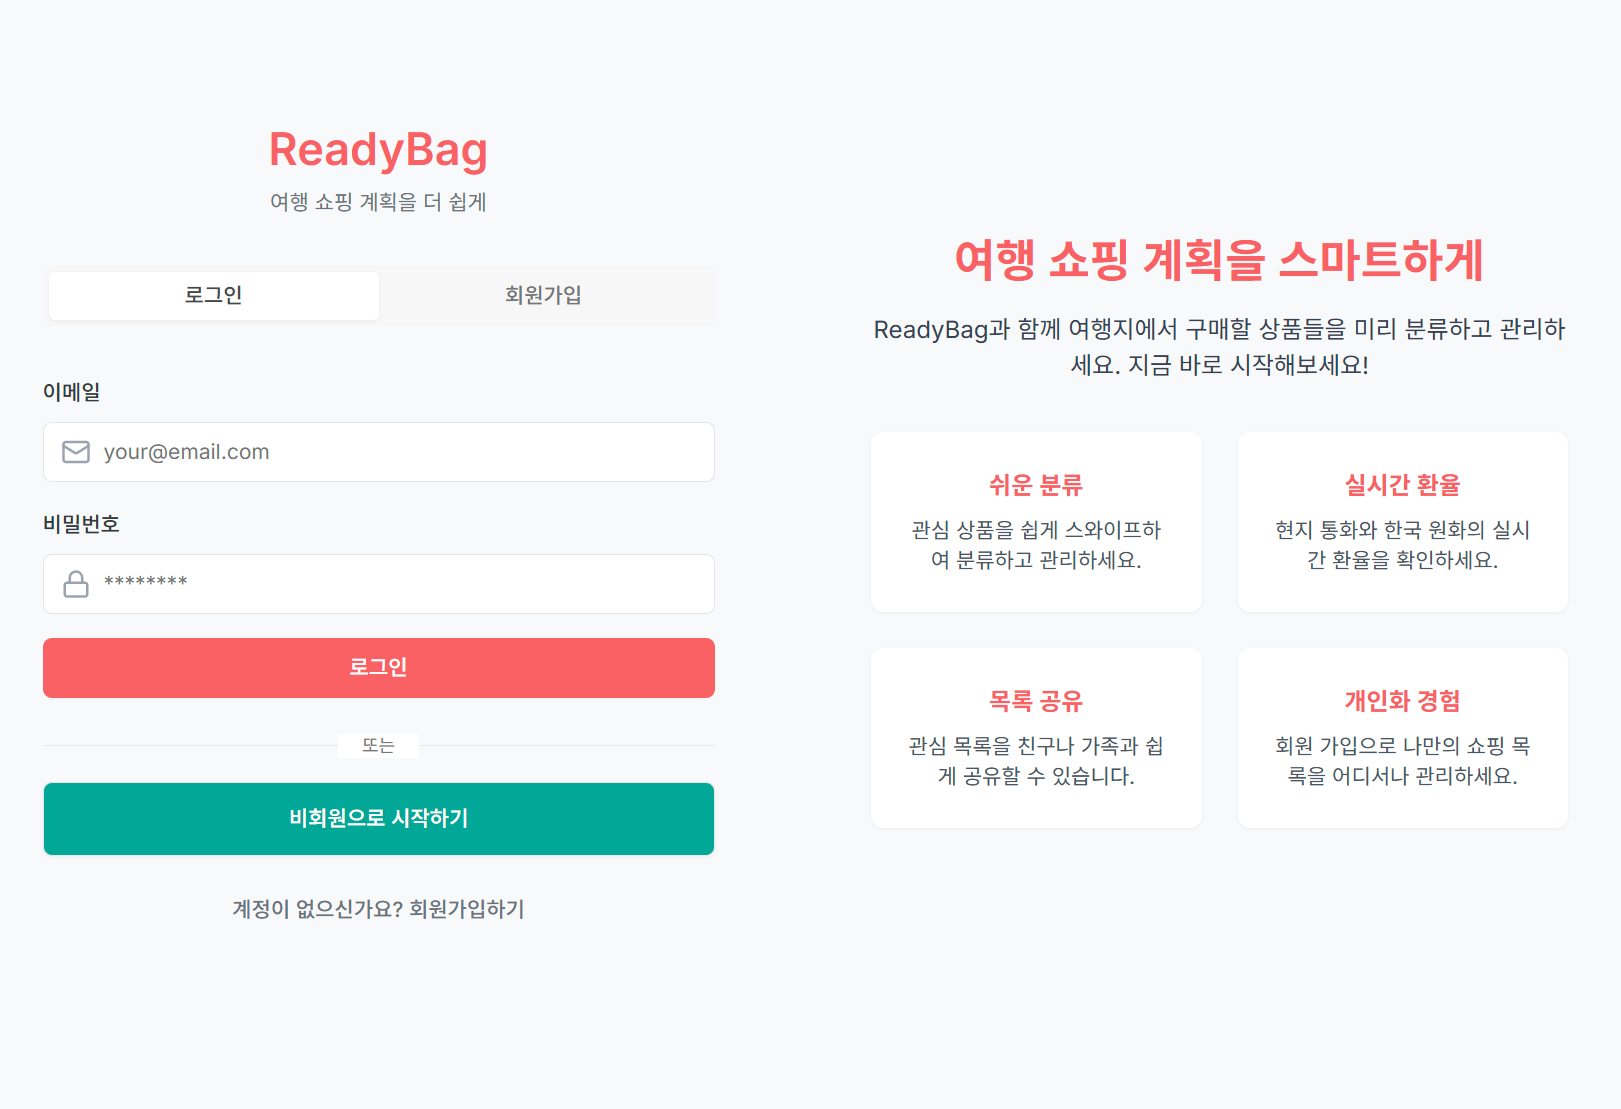 ReadyBag
여행 쇼핑 계획을 더 쉽게
로그인
회원가입
이메일
your@email.com
비밀번호
********
로그인
또는
비회원으로 시작하기
계정이 없으신가요? 회원가입하기
여행 쇼핑 계획을 스마트하게
ReadyBag과 함께 여행지에서 구매할 상품들을 미리 분류하고 관리하
세요. 지금 바로 시작해보세요!
쉬운 분류
관심 상품을 쉽게 스와이프하
여 분류하고 관리하세요.
실시간 환율
현지 통화와 한국 원화의 실시
간 환율을 확인하세요.
목록 공유
관심 목록을 친구나 가족과 쉽
게 공유할 수 있습니다.
개인화 경험
회원 가입으로 나만의 쇼핑 목
록을 어디서나 관리하세요.